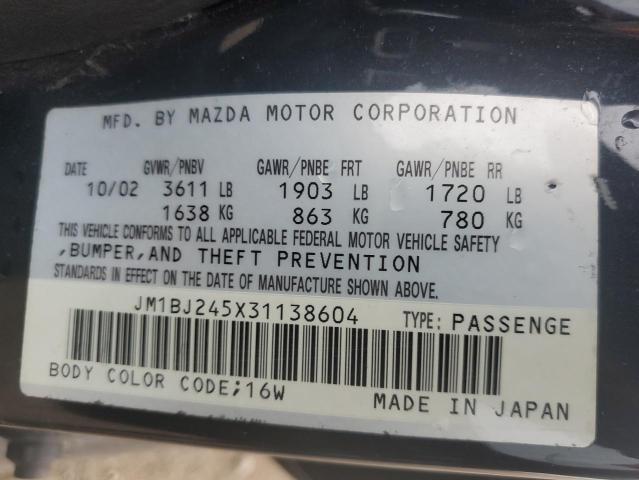 MFD. BY MAZDA MOTOR CORPORATION
DATE GVWR/PNBV GAWR/PNBE FRT GAWR/PNBE RR
10/02 3611 LB 1903 LB 1720 LB
1638 KG 863 KG 780 KG
THIS VEHICLE CONFORMS TO ALL APPLICABLE FEDERAL MOTOR VEHICLE SAFETY
,BUMPER,AND THEFT PREVENTION
STANDARDS IN EFFECT ON THE DATE OF MANUFACTURE SHOWN ABOVE.
JM1BJ245X31138604 TYPE: PASSENGE
BODY COLOR CODE;16W
MADE IN JAPAN